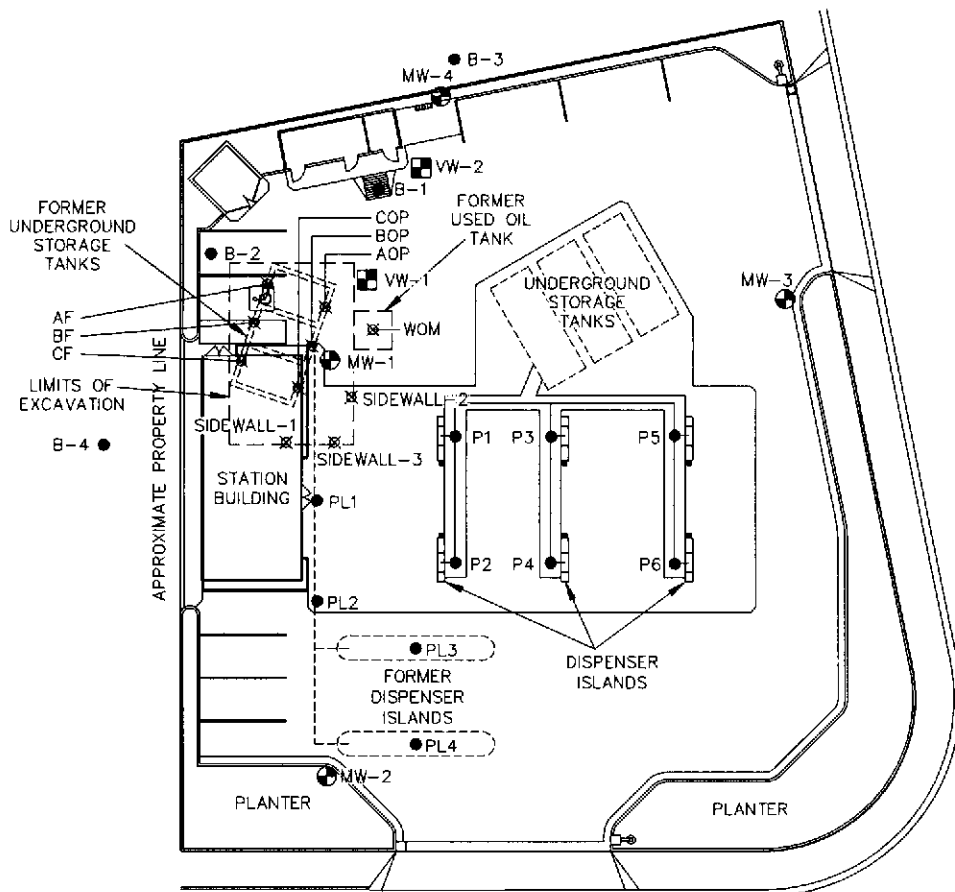 B-3
MW-4
VW-2
B-1
FORMER
UNDERGROUND
STORAGE
TANKS
COP
BOP
AOP
FORMER
USED OIL
TANK
B-2
VW-1
UNDERGROUND
STORAGE
TANKS
MW-3
AF
BF
CF
WOM
MW-1
LIMITS OF
EXCAVATION
SIDEWALL-2
SIDEWALL-1
SIDEWALL-3
B-4
APPROXIMATE PROPERTY LINE
STATION
BUILDING
P1
P3
P5
PL1
P2
P4
P6
PL2
PL3
FORMER
DISPENSER
ISLANDS
DISPENSER
ISLANDS
PL4
MW-2
PLANTER
PLANTER